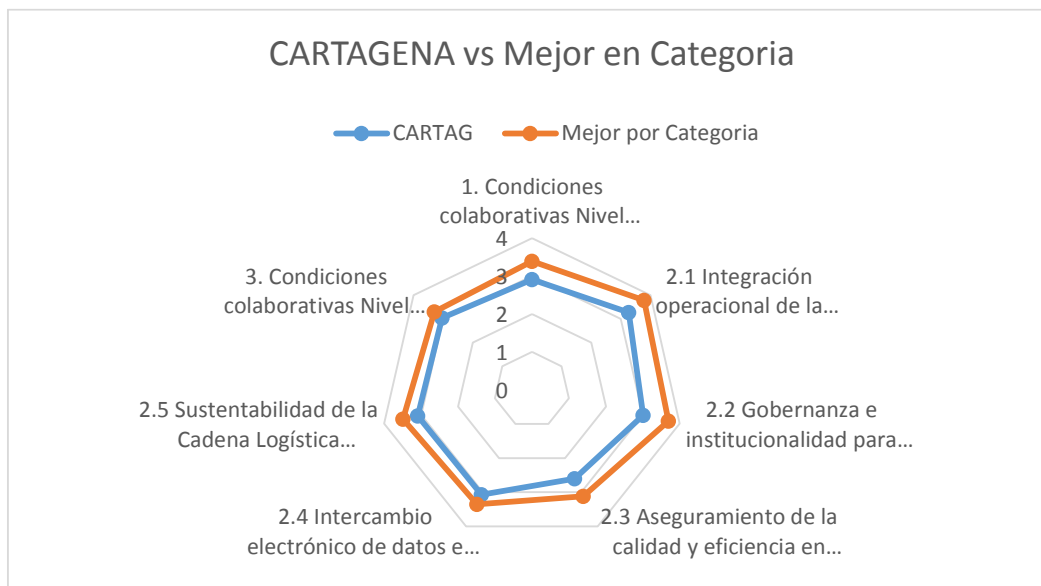 CARTAGENA vs Mejor en Categoria
CARTAG
Mejor por Categoria
1. Condiciones
colaborativas Nivel...
2.1 Integración
operacional de la...
2.2 Gobernanza e
institucionalidad para...
2.3 Aseguramiento de la
calidad y eficiencia en...
2.4 Intercambio
electrónico de datos e...
2.5 Sustentabilidad de la
Cadena Logística...
3. Condiciones
colaborativas Nivel...
4
3
2
1
0